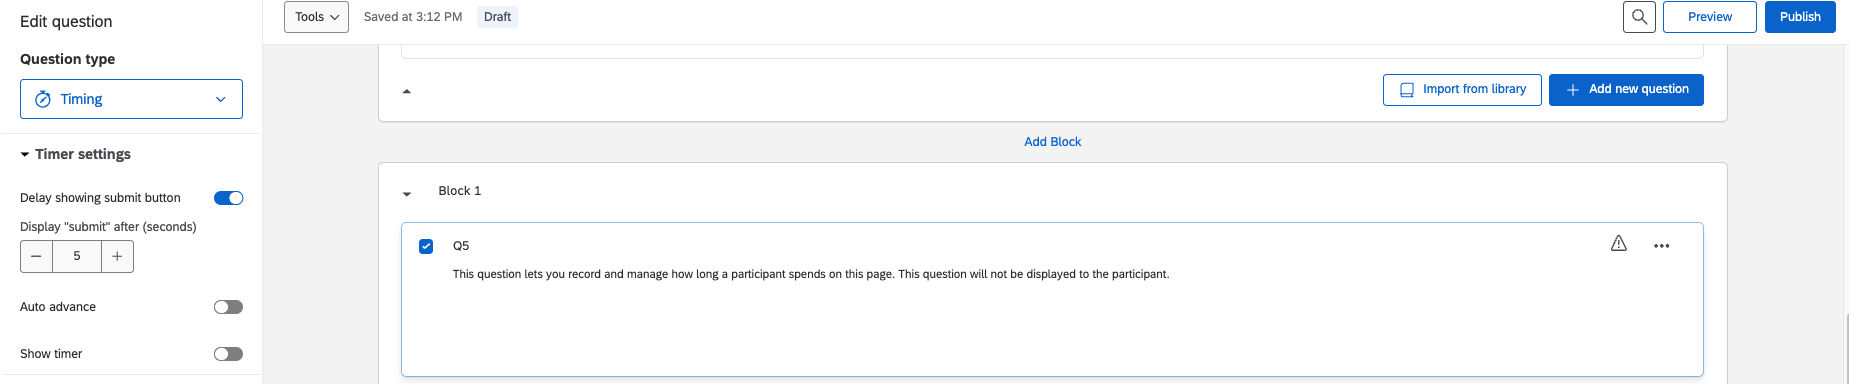 Edit question
Question type
Timing
Timer settings
Delay showing submit button
Display "submit" after (seconds)
5
Auto advance
Show timer
Tools
Saved at 3:12 PM
Draft
Preview
Publish
Import from library
Add new question
Add Block
Block 1
Q5
This question lets you record and manage how long a participant spends on this page. This question will not be displayed to the participant.